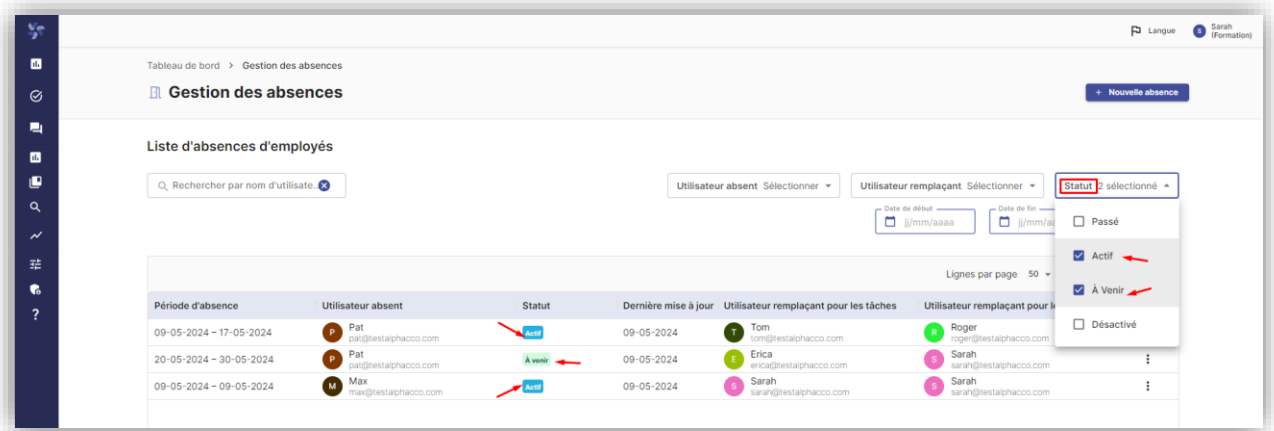 Langue
S
Sarah
(Formation)
Tableau de bord > Gestion des absences
Gestion des absences
+ Nouvelle absence
Liste d'absences d'employés
Rechercher par nom d'utilisate..
Utilisateur absent Sélectionner
Utilisateur remplaçant Sélectionner
Statut 2 sélectionné
Date de début
jj/mm/aaaa
Date de fin
jj/mm/aa
Passé
Actif
À Venir
Désactivé
Lignes par page 50
Période d'absence Utilisateur absent Statut Dernière mise à jour Utilisateur remplaçant pour les tâches Utilisateur remplaçant pour le
09-05-2024 – 17-05-2024 P Pat Actif 09-05-2024 T Tom R Roger
pat@testalphacco.com tom@testalphacco.com roger@testalphacco.com
20-05-2024 – 30-05-2024 P Pat À venir 09-05-2024 E Erica S Sarah
pat@testalphacco.com erica@testalphacco.com sarah@testalphacco.com
09-05-2024 – 09-05-2024 M Max Actif 09-05-2024 S Sarah S Sarah
max@testalphacco.com sarah@testalphacco.com sarah@testalphacco.com
?